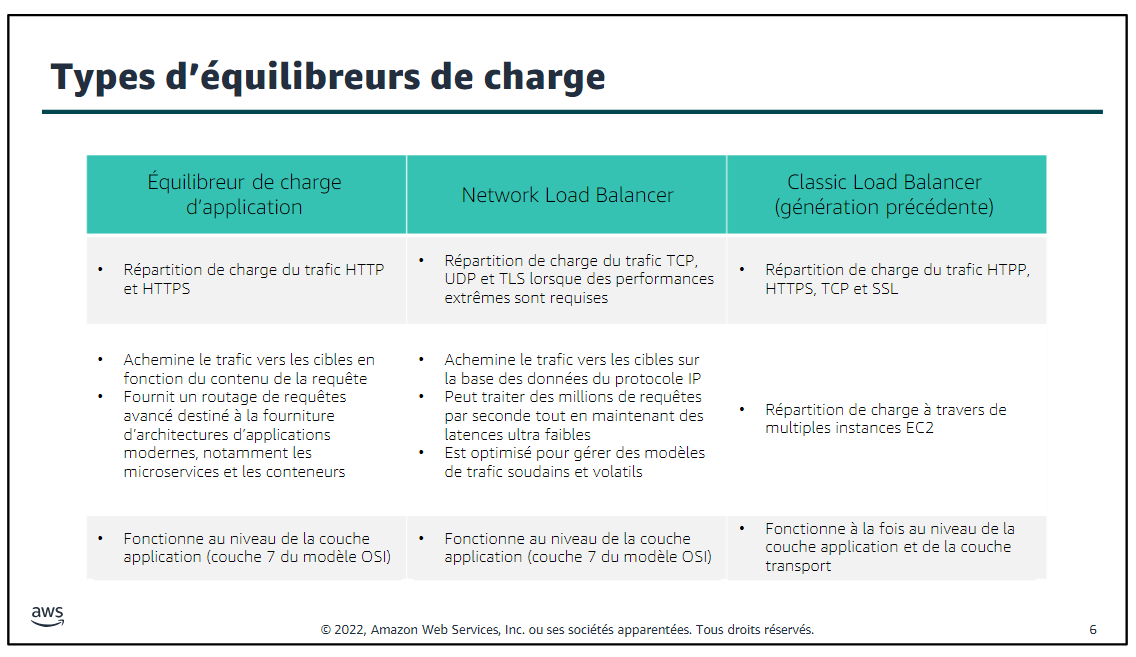 Types d’équilibreurs de charge
Équilibreur de charge
d’application
Network Load Balancer
Classic Load Balancer
(génération précédente)
• Répartition de charge du trafic HTTP
et HTTPS
• Répartition de charge du trafic TCP,
UDP et TLS lorsque des performances
extrêmes sont requises
• Répartition de charge du trafic HTPP,
HTTPS, TCP et SSL
• Achemine le trafic vers les cibles en
fonction du contenu de la requête
• Fournit un routage de requêtes
avancé destiné à la fourniture
d’architectures d’applications
modernes, notamment les
microservices et les conteneurs
• Achemine le trafic vers les cibles sur
la base des données du protocole IP
• Peut traiter des millions de requêtes
par seconde tout en maintenant des
latences ultra faibles
• Est optimisé pour gérer des modèles
de trafic soudains et volatils
• Répartition de charge à travers de
multiples instances EC2
• Fonctionne au niveau de la couche
application (couche 7 du modèle OSI)
• Fonctionne au niveau de la couche
application (couche 7 du modèle OSI)
• Fonctionne à la fois au niveau de la
couche application et de la couche
transport
aws
© 2022, Amazon Web Services, Inc. ou ses sociétés apparentées. Tous droits réservés.
6